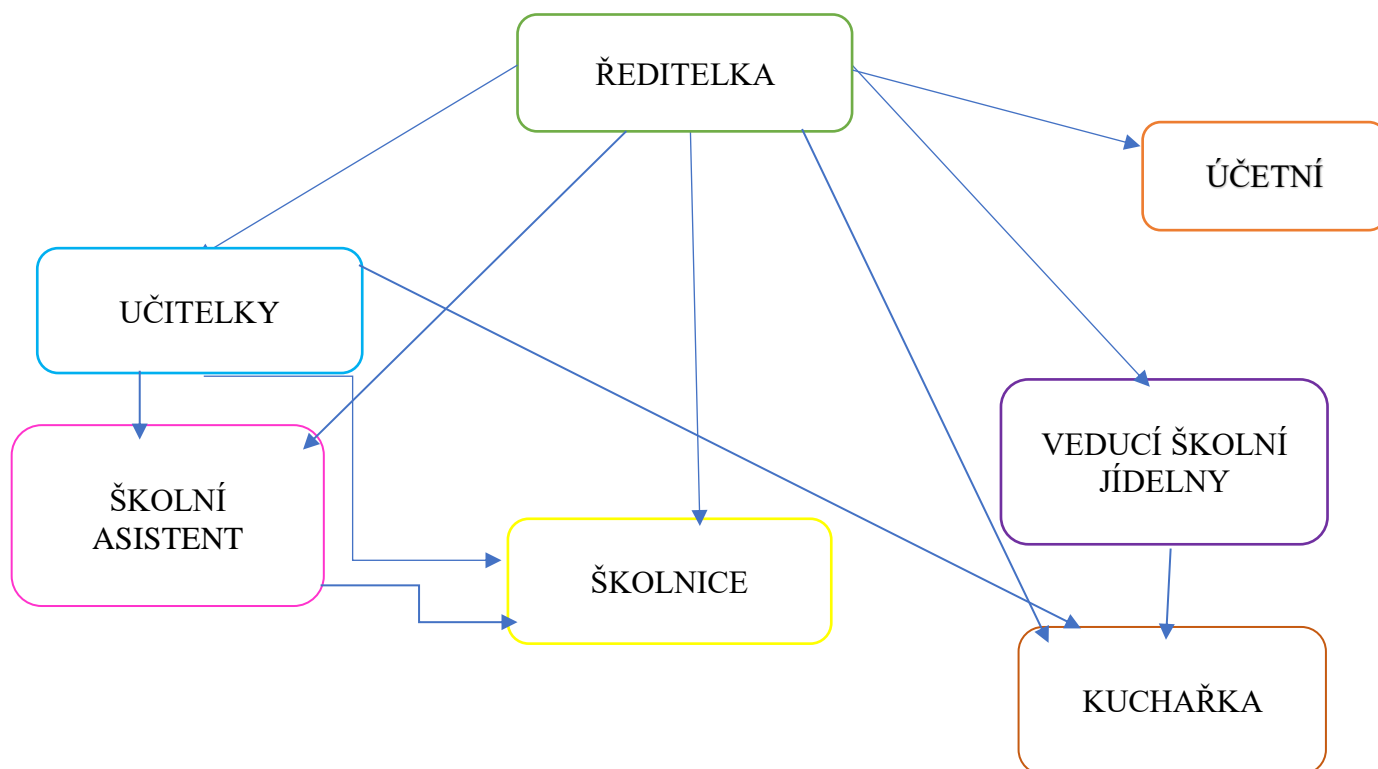 ŘEDITELKA
ÚČETNÍ
UČITELKY
VEDUCÍ ŠKOLNÍ
JÍDELNY
ŠKOLNÍ
ASISTENT
ŠKOLNICE
KUCHAŘKA